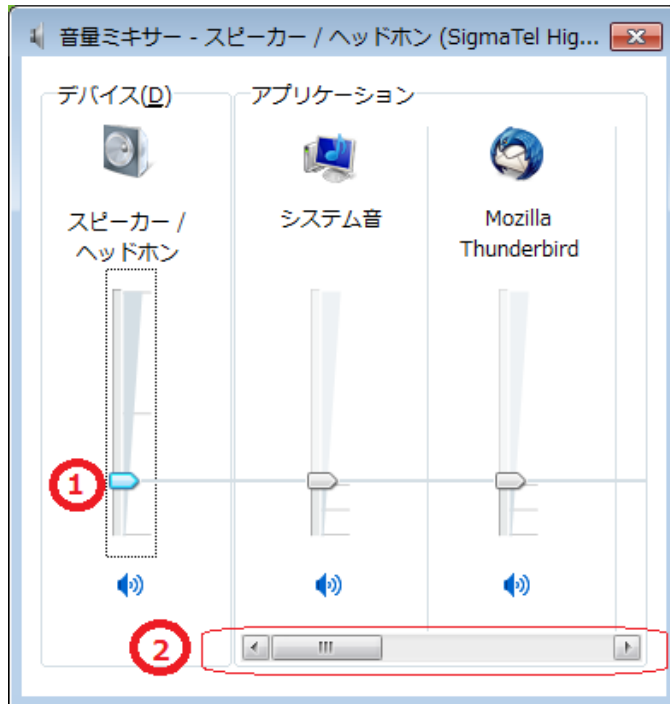 音量ミキサー - スピーカー / ヘッドホン (SigmaTel Hig...
デバイス(D)
アプリケーション
スピーカー /
ヘッドホン
システム音
Mozilla
Thunderbird
1
2